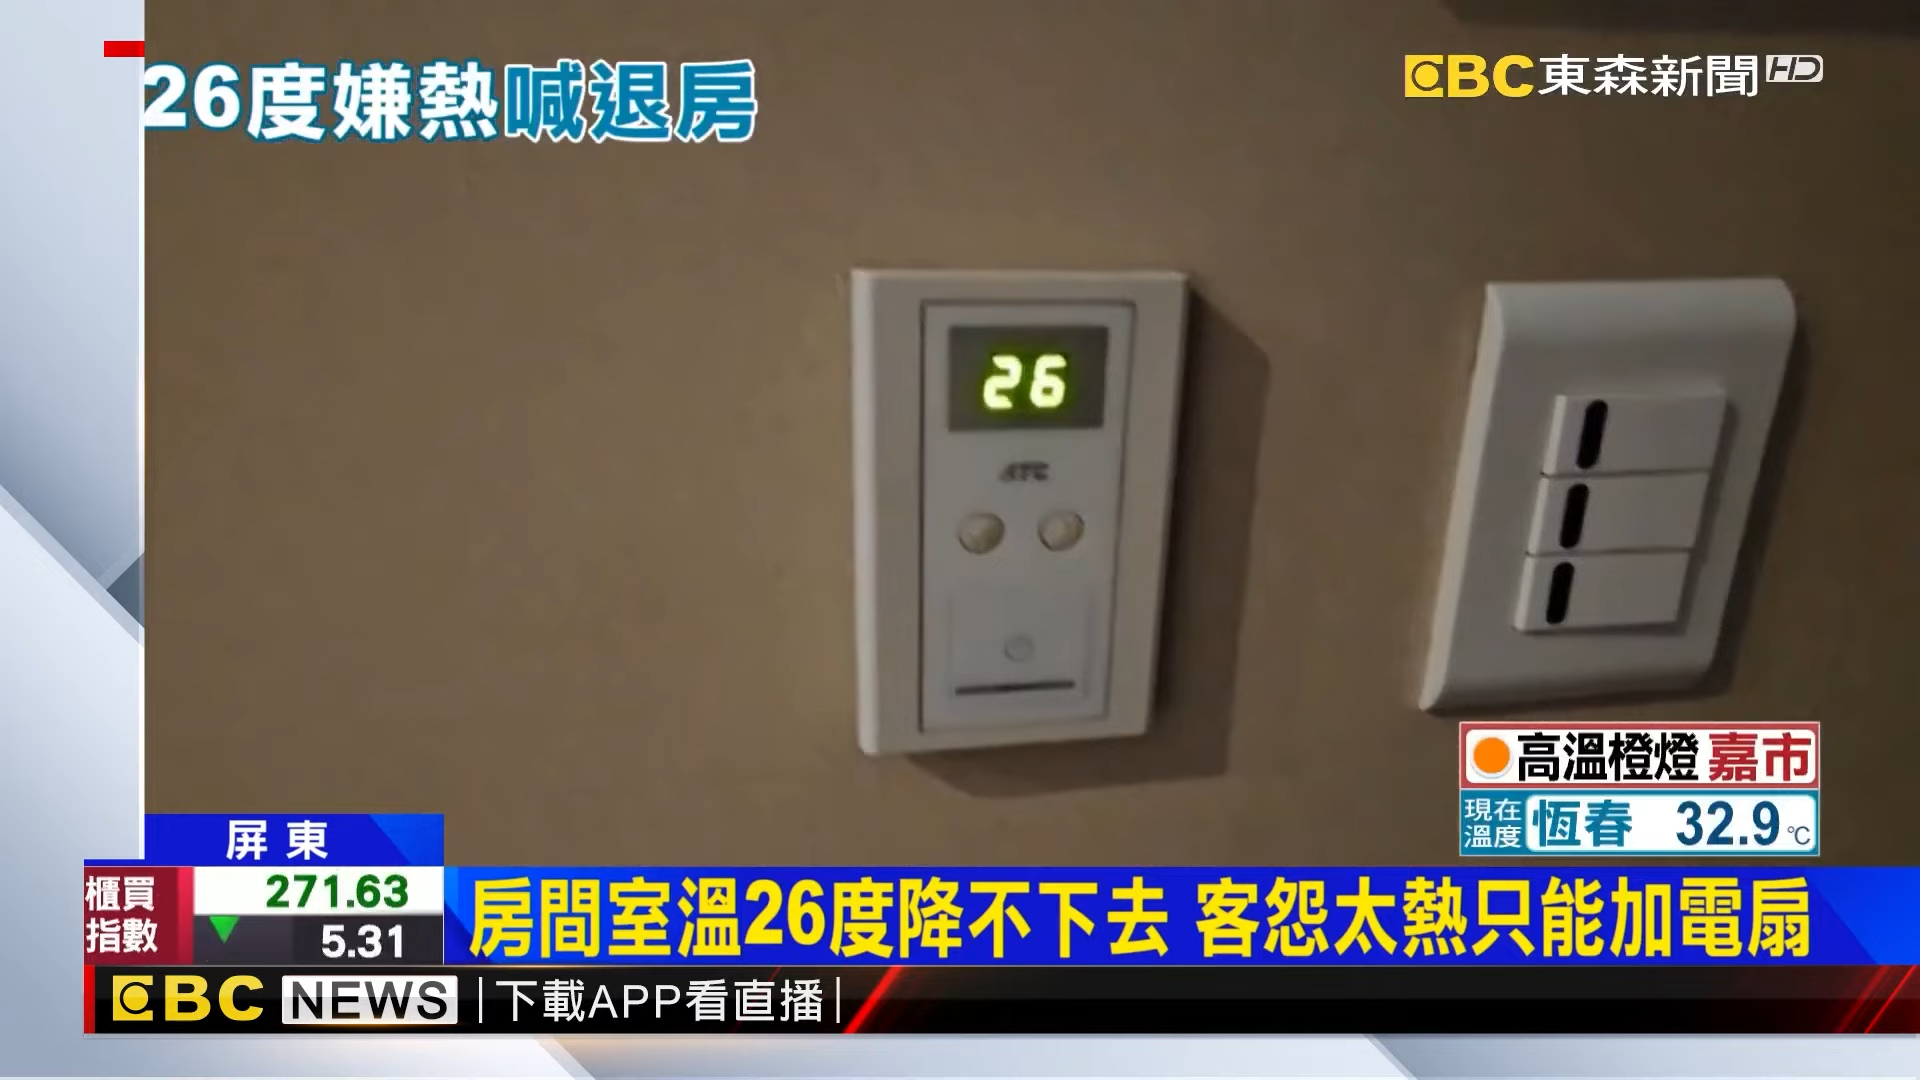 26度嫌熱喊退房
EBC東森新聞HD
26
ATC
高溫橙燈 嘉市
現在溫度 恆春 32.9℃
屏東
櫃買指數 271.63
▼ 5.31
房間室溫26度降不下去 客怨太熱只能加電扇
EBC NEWS |下載APP看直播|